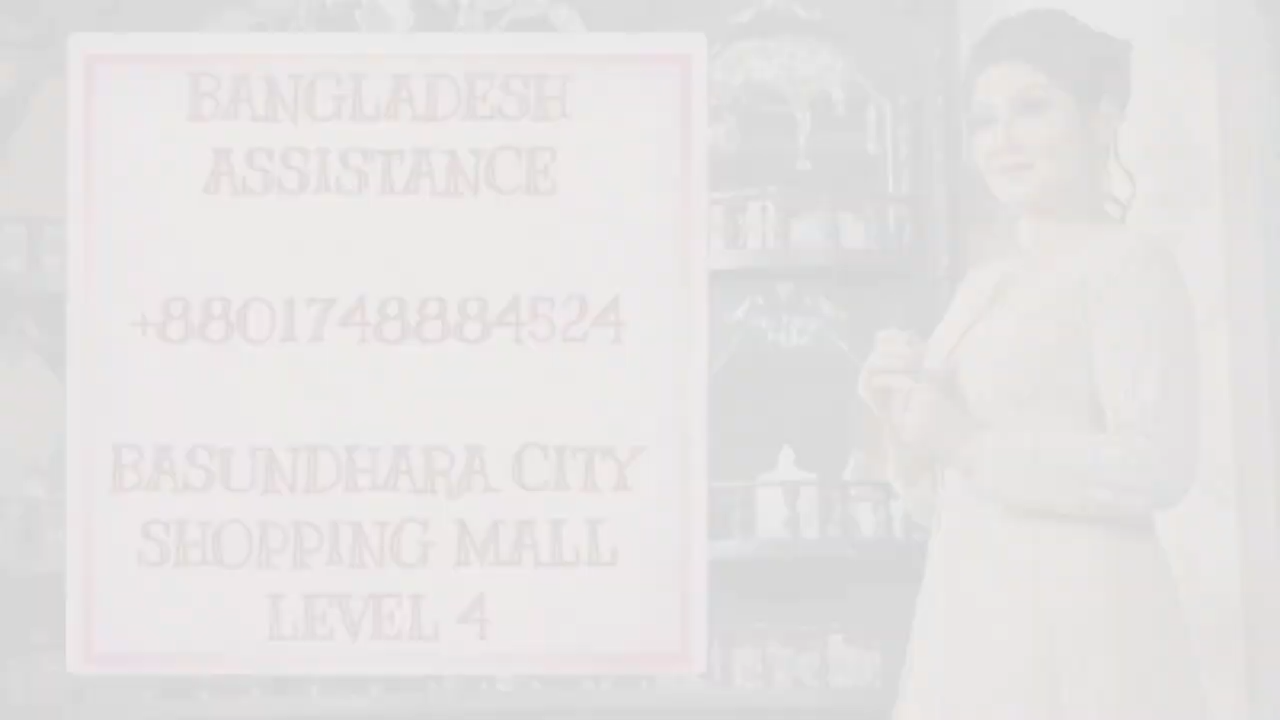 BANGLADESH
ASSISTANCE
+8801748884524
BASUNDHARA CITY
SHOPPING MALL
LEVEL 4